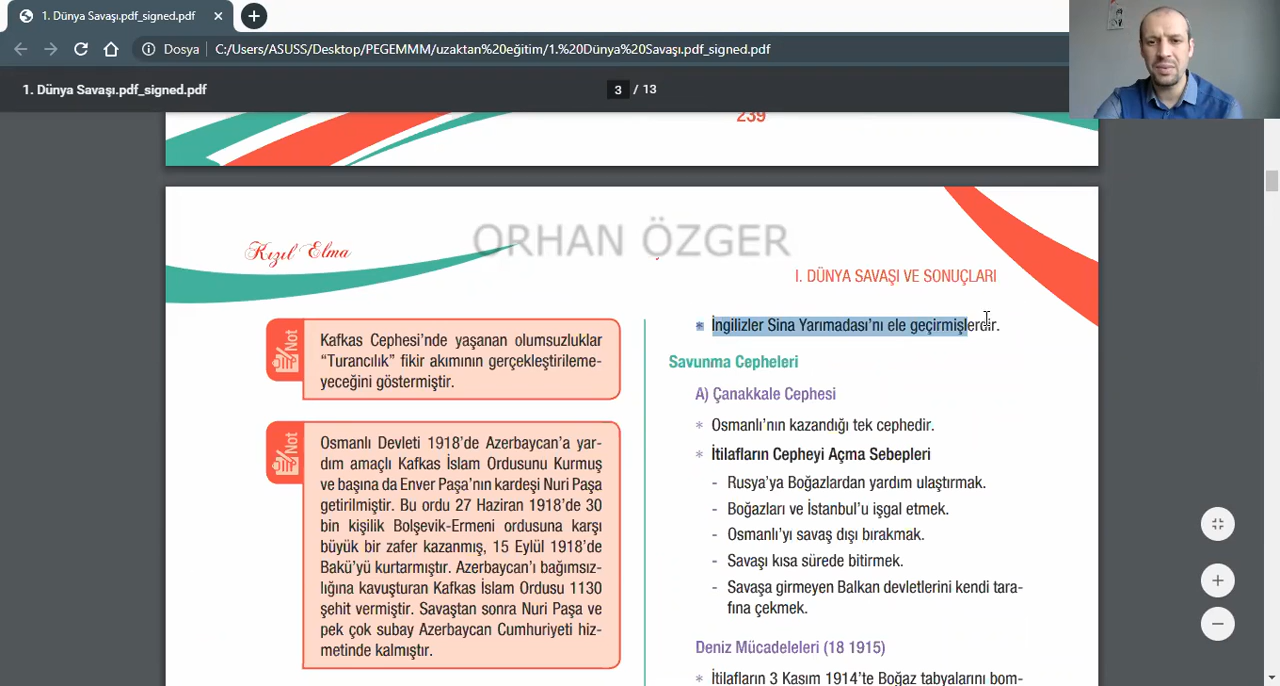 1. Dünya Savaşı.pdf_signed.pdf
Dosya
C:/Users/ASUSS/Desktop/PEGEMMM/uzaktan%20eğitim/1.%20Dünya%20Savaşı.pdf_signed.pdf
1. Dünya Savaşı.pdf_signed.pdf
3 / 13
239
ORHAN ÖZGER
Kızıl Elma
I. DÜNYA SAVAŞI VE SONUÇLARI
Not
Kafkas Cephesi’nde yaşanan olumsuzluklar
“Turancılık” fikir akımının gerçekleştirileme-
yeceğini göstermiştir.
Not
Osmanlı Devleti 1918’de Azerbaycan’a yar-
dım amaçlı Kafkas İslam Ordusunu Kurmuş
ve başına da Enver Paşa’nın kardeşi Nuri Paşa
getirilmiştir. Bu ordu 27 Haziran 1918’de 30
bin kişilik Bolşevik-Ermeni ordusuna karşı
büyük bir zafer kazanmış, 15 Eylül 1918’de
Bakü’yü kurtarmıştır. Azerbaycan’ı bağımsız-
lığına kavuşturan Kafkas İslam Ordusu 1130
şehit vermiştir. Savaştan sonra Nuri Paşa ve
pek çok subay Azerbaycan Cumhuriyeti hiz-
metinde kalmıştır.
* İngilizler Sina Yarımadası’nı ele geçirmişlerdir.
Savunma Cepheleri
A) Çanakkale Cephesi
* Osmanlı’nın kazandığı tek cephedir.
* İtilafların Cepheyi Açma Sebepleri
- Rusya’ya Boğazlardan yardım ulaştırmak.
- Boğazları ve İstanbul’u işgal etmek.
- Osmanlı’yı savaş dışı bırakmak.
- Savaşı kısa sürede bitirmek.
- Savaşa girmeyen Balkan devletlerini kendi tara-
fına çekmek.
Deniz Mücadeleleri (18 1915)
* İtilafların 3 Kasım 1914’te Boğaz tabyalarını bom-